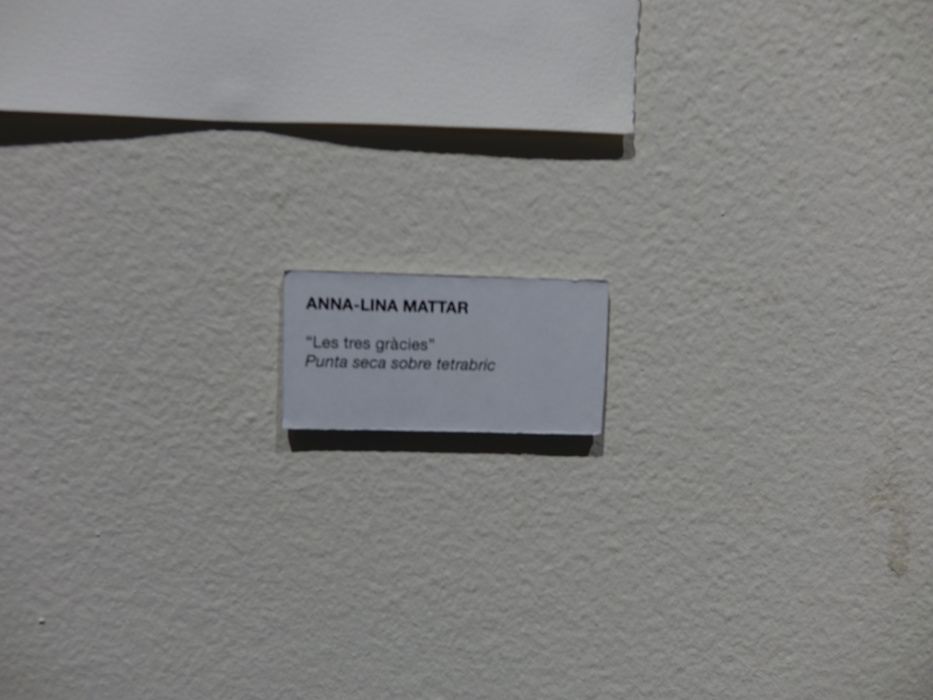 ANNA-LINA MATTAR
"Les tres gràcies"
Punta seca sobre tetrabric